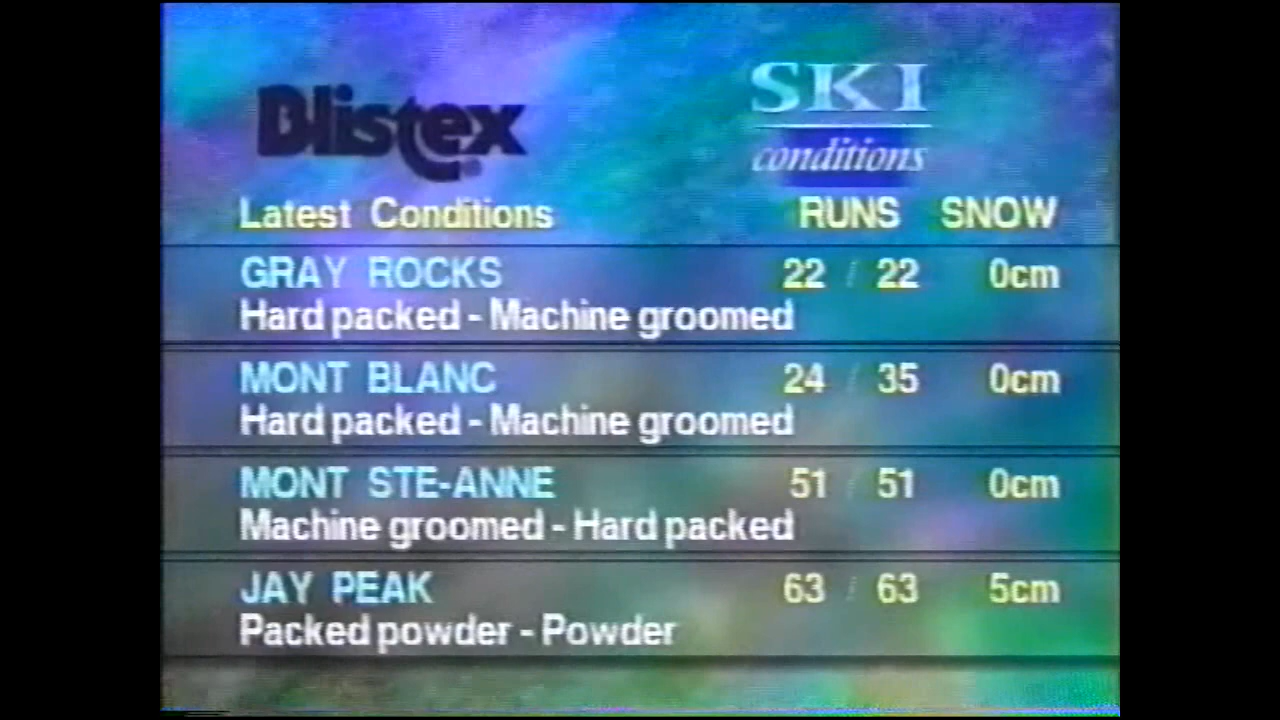 Blistex®
SKI
conditions
Latest Conditions RUNS SNOW
GRAY ROCKS 22 / 22 0cm
Hard packed - Machine groomed
MONT BLANC 24 / 35 0cm
Hard packed - Machine groomed
MONT STE-ANNE 51 / 51 0cm
Machine groomed - Hard packed
JAY PEAK 63 / 63 5cm
Packed powder - Powder